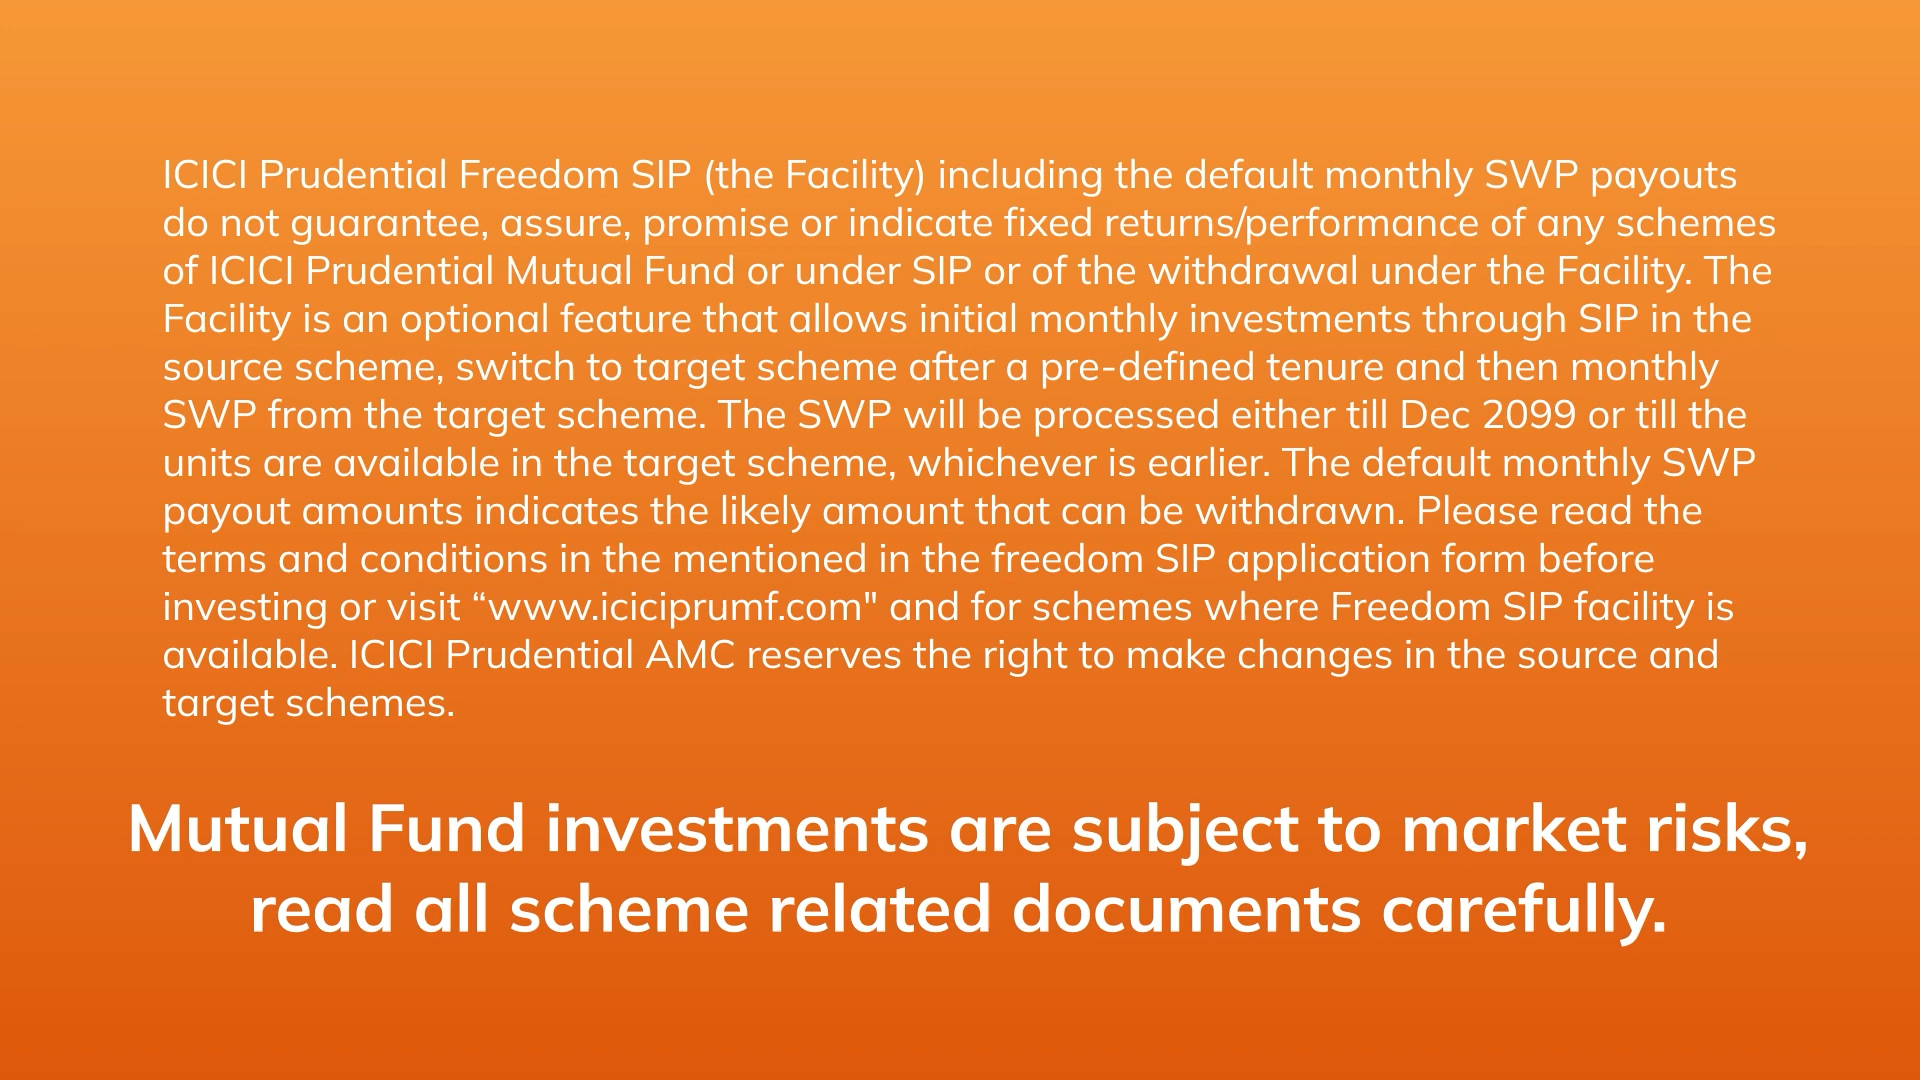 ICICI Prudential Freedom SIP (the Facility) including the default monthly SWP payouts
do not guarantee, assure, promise or indicate fixed returns/performance of any schemes
of ICICI Prudential Mutual Fund or under SIP or of the withdrawal under the Facility. The
Facility is an optional feature that allows initial monthly investments through SIP in the
source scheme, switch to target scheme after a pre-defined tenure and then monthly
SWP from the target scheme. The SWP will be processed either till Dec 2099 or till the
units are available in the target scheme, whichever is earlier. The default monthly SWP
payout amounts indicates the likely amount that can be withdrawn. Please read the
terms and conditions in the mentioned in the freedom SIP application form before
investing or visit “www.iciciprumf.com" and for schemes where Freedom SIP facility is
available. ICICI Prudential AMC reserves the right to make changes in the source and
target schemes.
Mutual Fund investments are subject to market risks,
read all scheme related documents carefully.